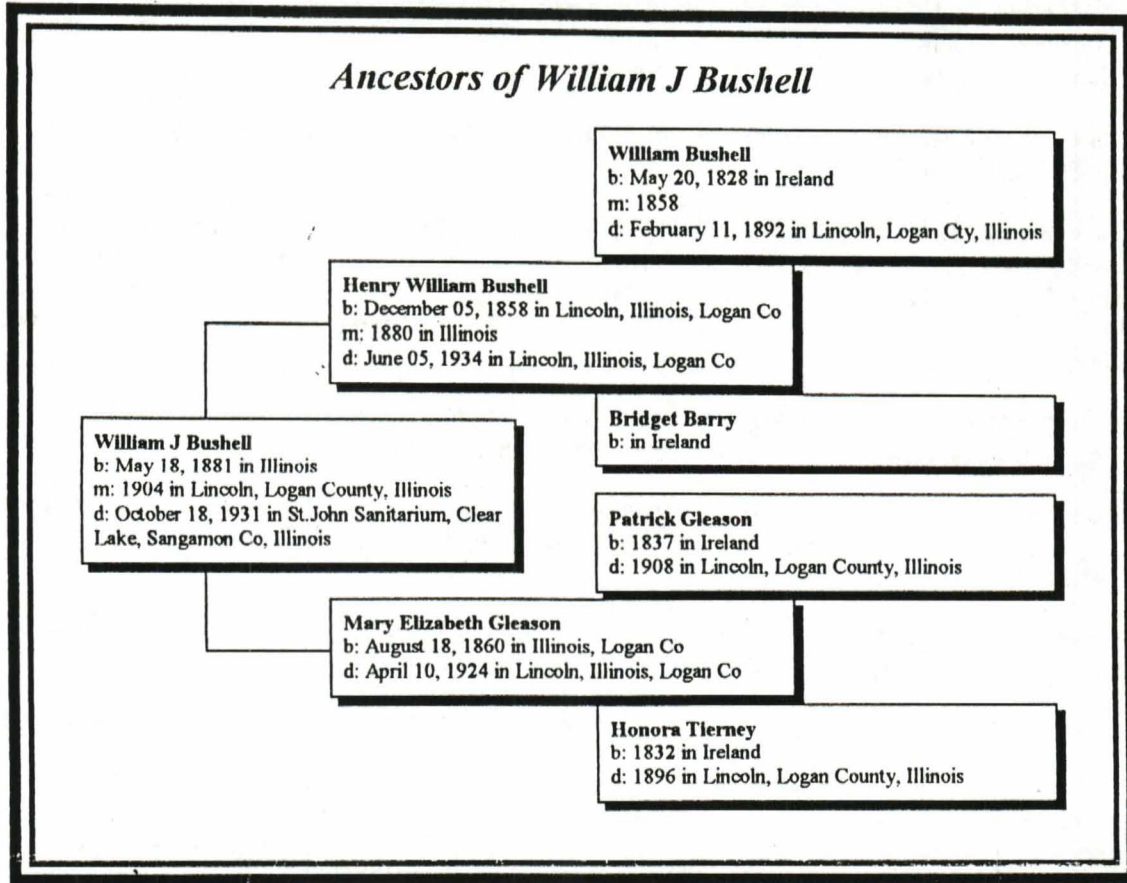 Ancestors of William J Bushell
William Bushell
b: May 20, 1828 in Ireland
m: 1858
d: February 11, 1892 in Lincoln, Logan Cty, Illinois
Henry William Bushell
b: December 05, 1858 in Lincoln, Illinois, Logan Co
m: 1880 in Illinois
d: June 05, 1934 in Lincoln, Illinois, Logan Co
Bridget Barry
b: in Ireland
William J Bushell
b: May 18, 1881 in Illinois
m: 1904 in Lincoln, Logan County, Illinois
d: October 18, 1931 in St.John Sanitarium, Clear
Lake, Sangamon Co, Illinois
Patrick Gleason
b: 1837 in Ireland
d: 1908 in Lincoln, Logan County, Illinois
Mary Elizabeth Gleason
b: August 18, 1860 in Illinois, Logan Co
d: April 10, 1924 in Lincoln, Illinois, Logan Co
Honora Tierney
b: 1832 in Ireland
d: 1896 in Lincoln, Logan County, Illinois